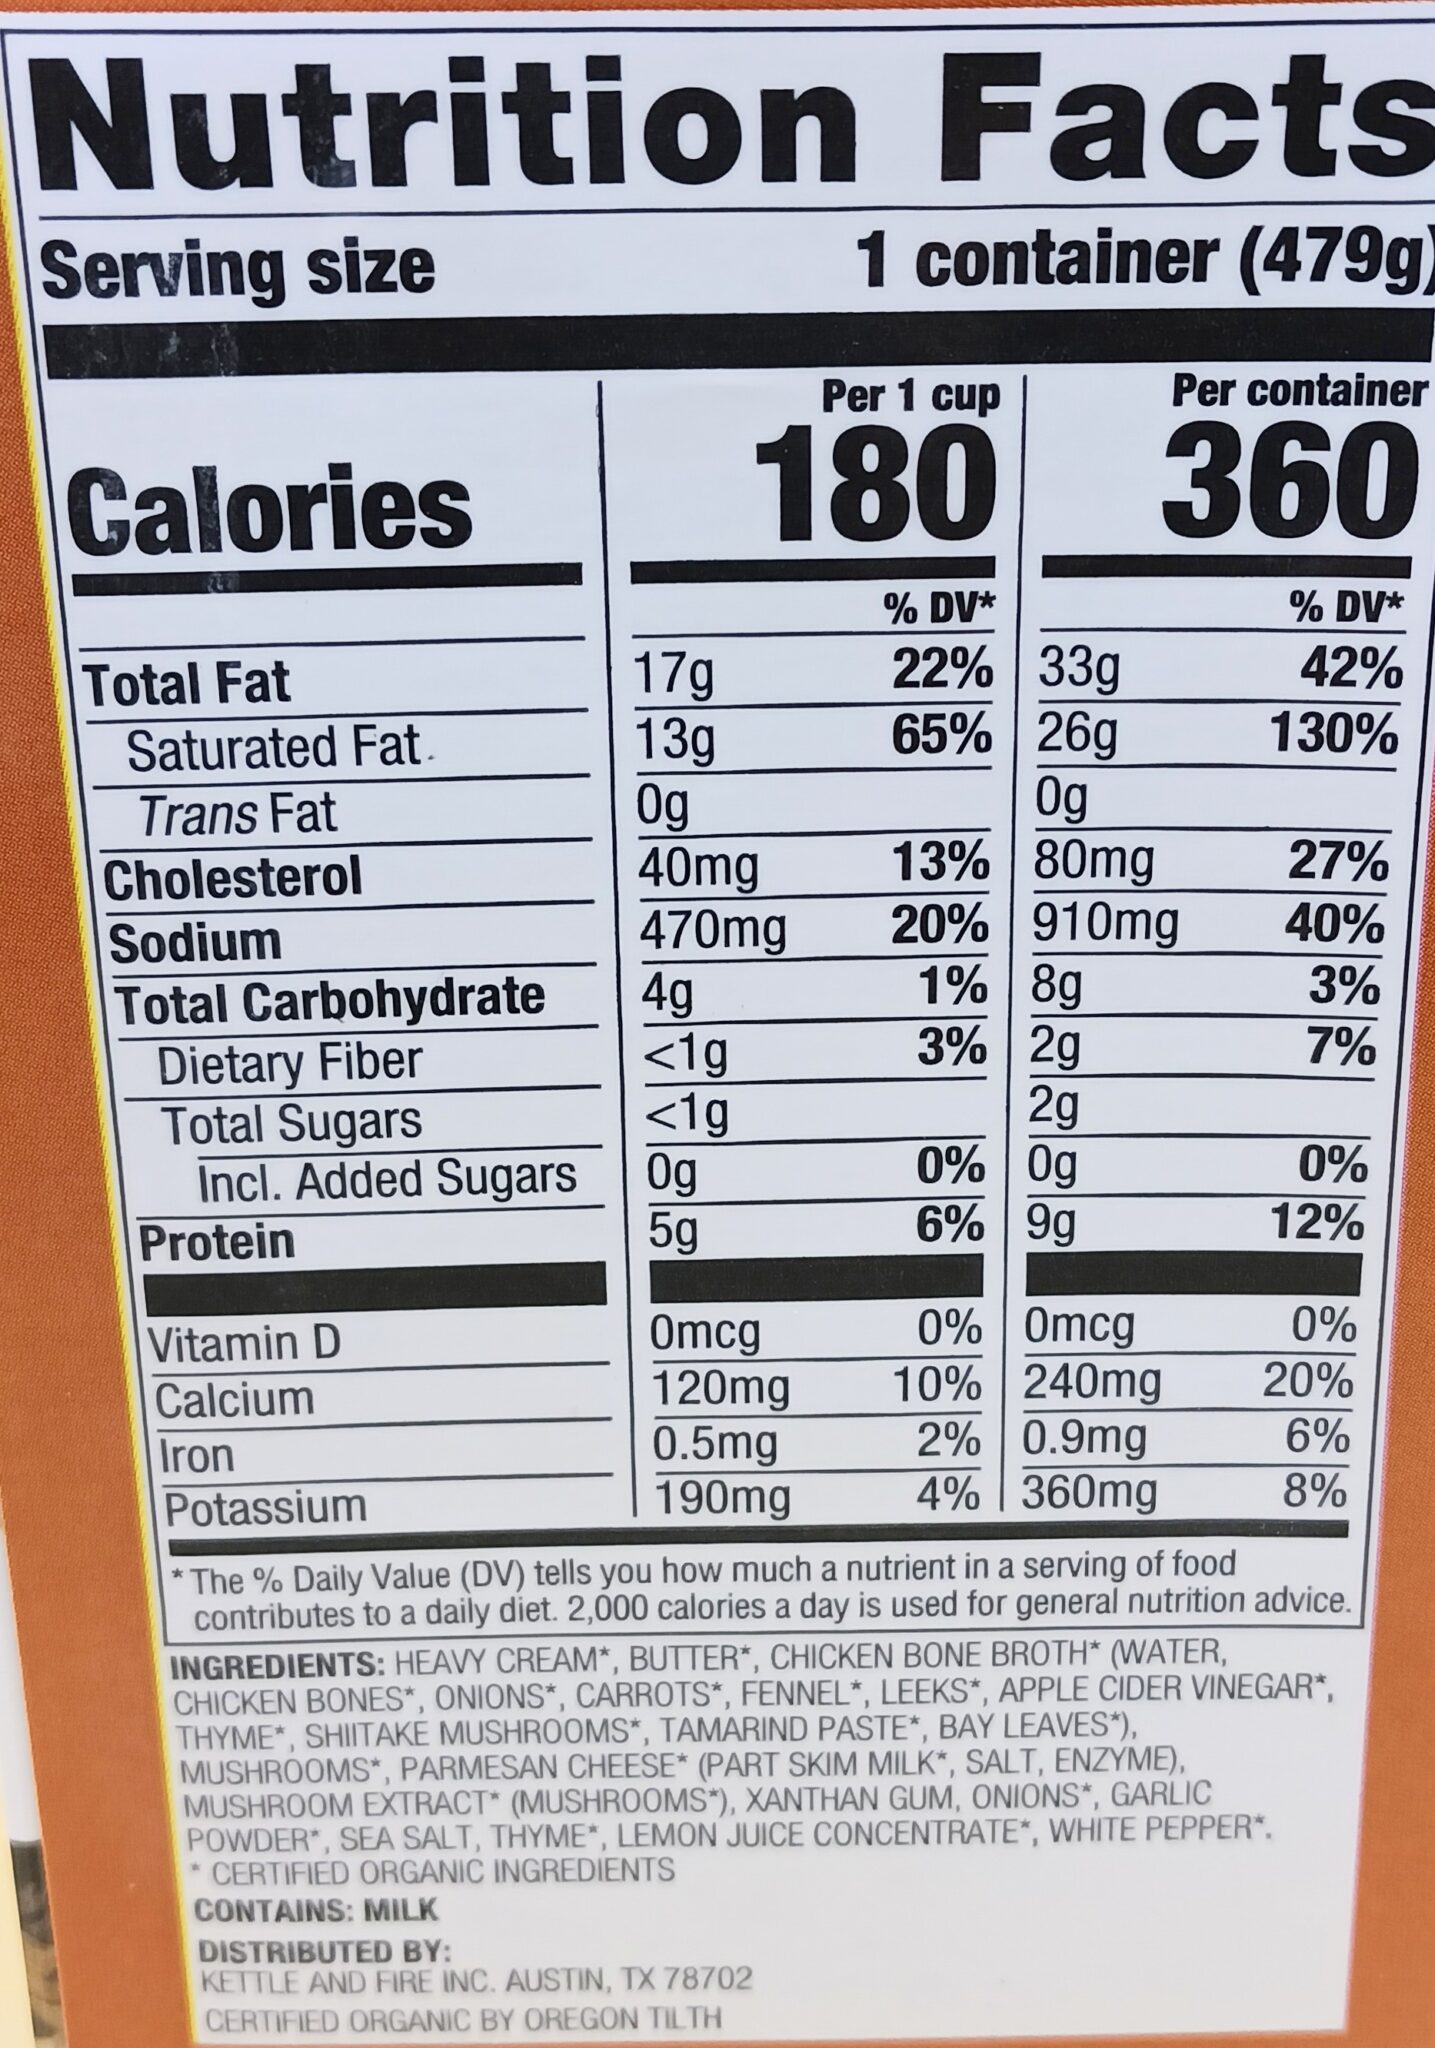 Nutrition Facts
Serving size 1 container (479g)
Per 1 cup Per container
Calories 180 360
% DV* % DV*
Total Fat 17g 22% 33g 42%
Saturated Fat 13g 65% 26g 130%
Trans Fat 0g 0g
Cholesterol 40mg 13% 80mg 27%
Sodium 470mg 20% 910mg 40%
Total Carbohydrate 4g 1% 8g 3%
Dietary Fiber <1g 3% 2g 7%
Total Sugars <1g 2g
Incl. Added Sugars 0g 0% 0g 0%
Protein 5g 6% 9g 12%
Vitamin D 0mcg 0% 0mcg 0%
Calcium 120mg 10% 240mg 20%
Iron 0.5mg 2% 0.9mg 6%
Potassium 190mg 4% 360mg 8%
* The % Daily Value (DV) tells you how much a nutrient in a serving of food
contributes to a daily diet. 2,000 calories a day is used for general nutrition advice.
INGREDIENTS: HEAVY CREAM*, BUTTER*, CHICKEN BONE BROTH* (WATER,
CHICKEN BONES*, ONIONS*, CARROTS*, FENNEL*, LEEKS*, APPLE CIDER VINEGAR*,
THYME*, SHIITAKE MUSHROOMS*, TAMARIND PASTE*, BAY LEAVES*),
MUSHROOMS*, PARMESAN CHEESE* (PART SKIM MILK*, SALT, ENZYME),
MUSHROOM EXTRACT* (MUSHROOMS*), XANTHAN GUM, ONIONS*, GARLIC
POWDER*, SEA SALT, THYME*, LEMON JUICE CONCENTRATE*, WHITE PEPPER*.
* CERTIFIED ORGANIC INGREDIENTS
CONTAINS: MILK
DISTRIBUTED BY:
KETTLE AND FIRE INC. AUSTIN, TX 78702
CERTIFIED ORGANIC BY OREGON TILTH